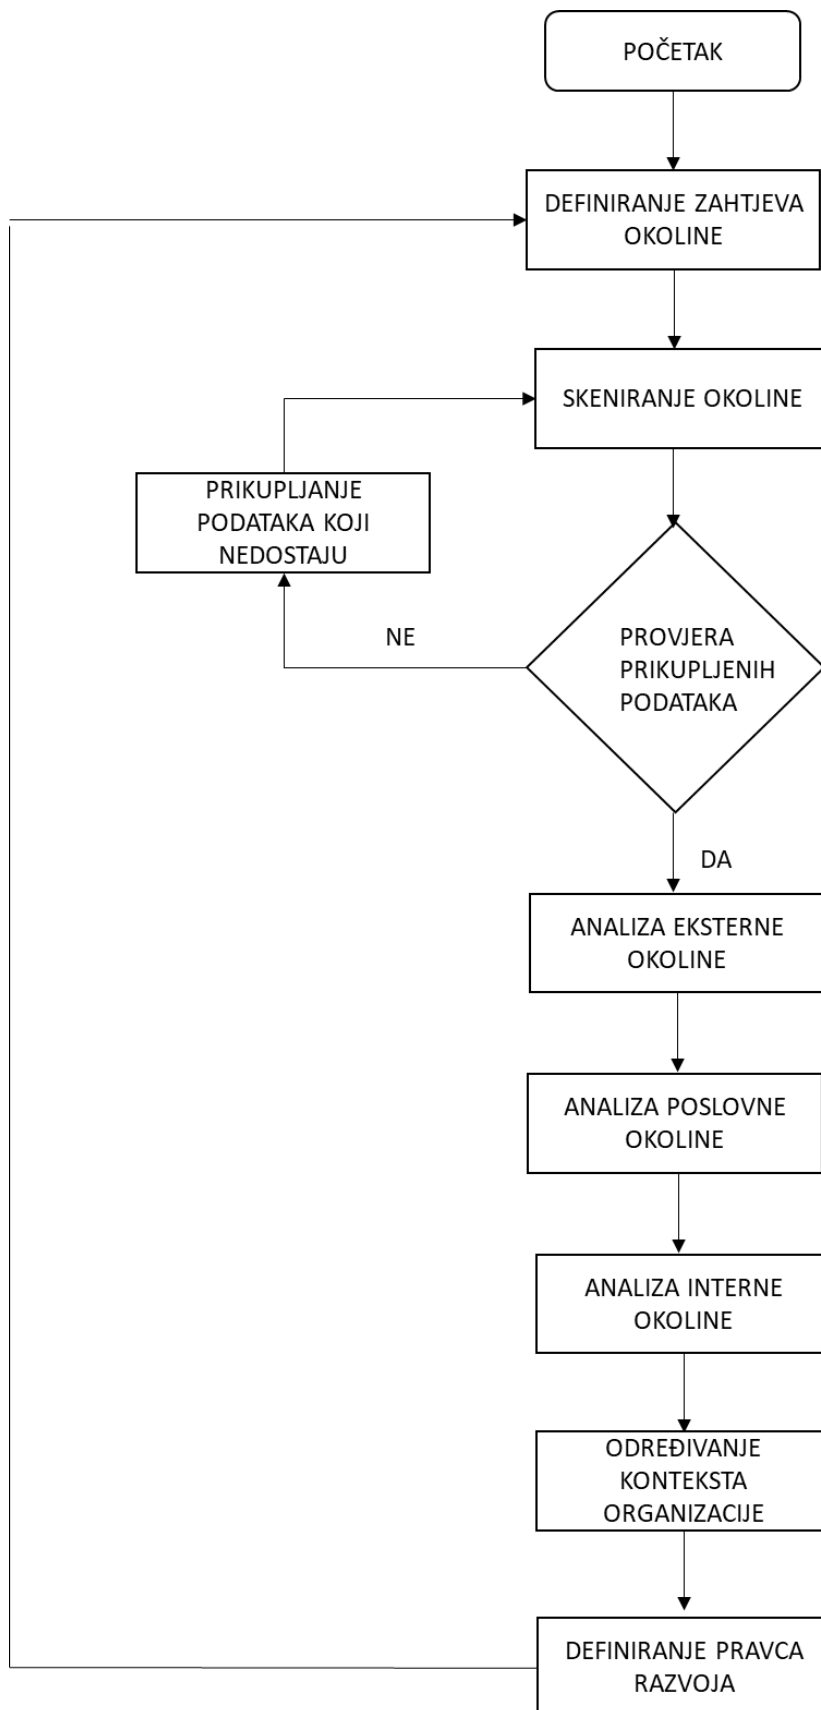 POČETAK
DEFINIRANJE ZAHTJEVA
OKOLINE
SKENIRANJE OKOLINE
PRIKUPLJANJE
PODATAKA KOJI
NEDOSTAJU
NE
PROVJERA
PRIKUPLJENIH
PODATAKA
DA
ANALIZA EKSTERNE
OKOLINE
ANALIZA POSLOVNE
OKOLINE
ANALIZA INTERNE
OKOLINE
ODREĐIVANJE
KONTEKSTA
ORGANIZACIJE
DEFINIRANJE PRAVCA
RAZVOJA